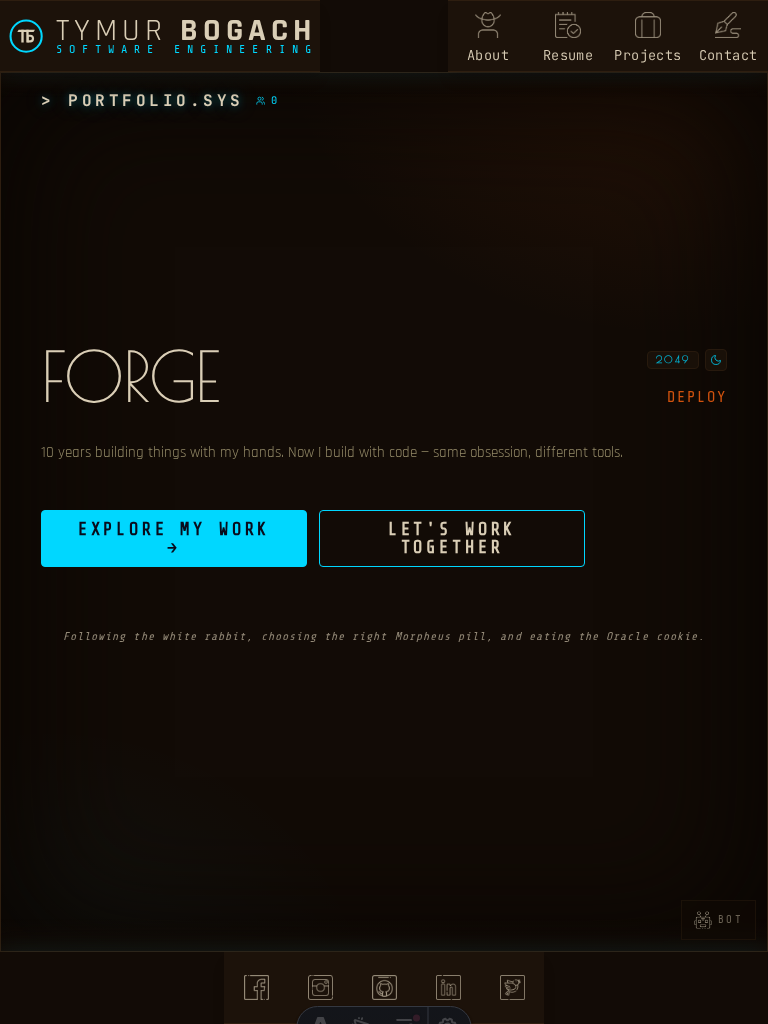 TБ
TYMUR BOGACH
SOFTWARE ENGINEERING
About
Resume
Projects
Contact
> PORTFOLIO.SYS
0
FORGE
2049
DEPLOY
10 years building things with my hands. Now I build with code — same obsession, different tools.
EXPLORE MY WORK
→
LET'S WORK
TOGETHER
Following the white rabbit, choosing the right Morpheus pill, and eating the Oracle cookie.
BOT